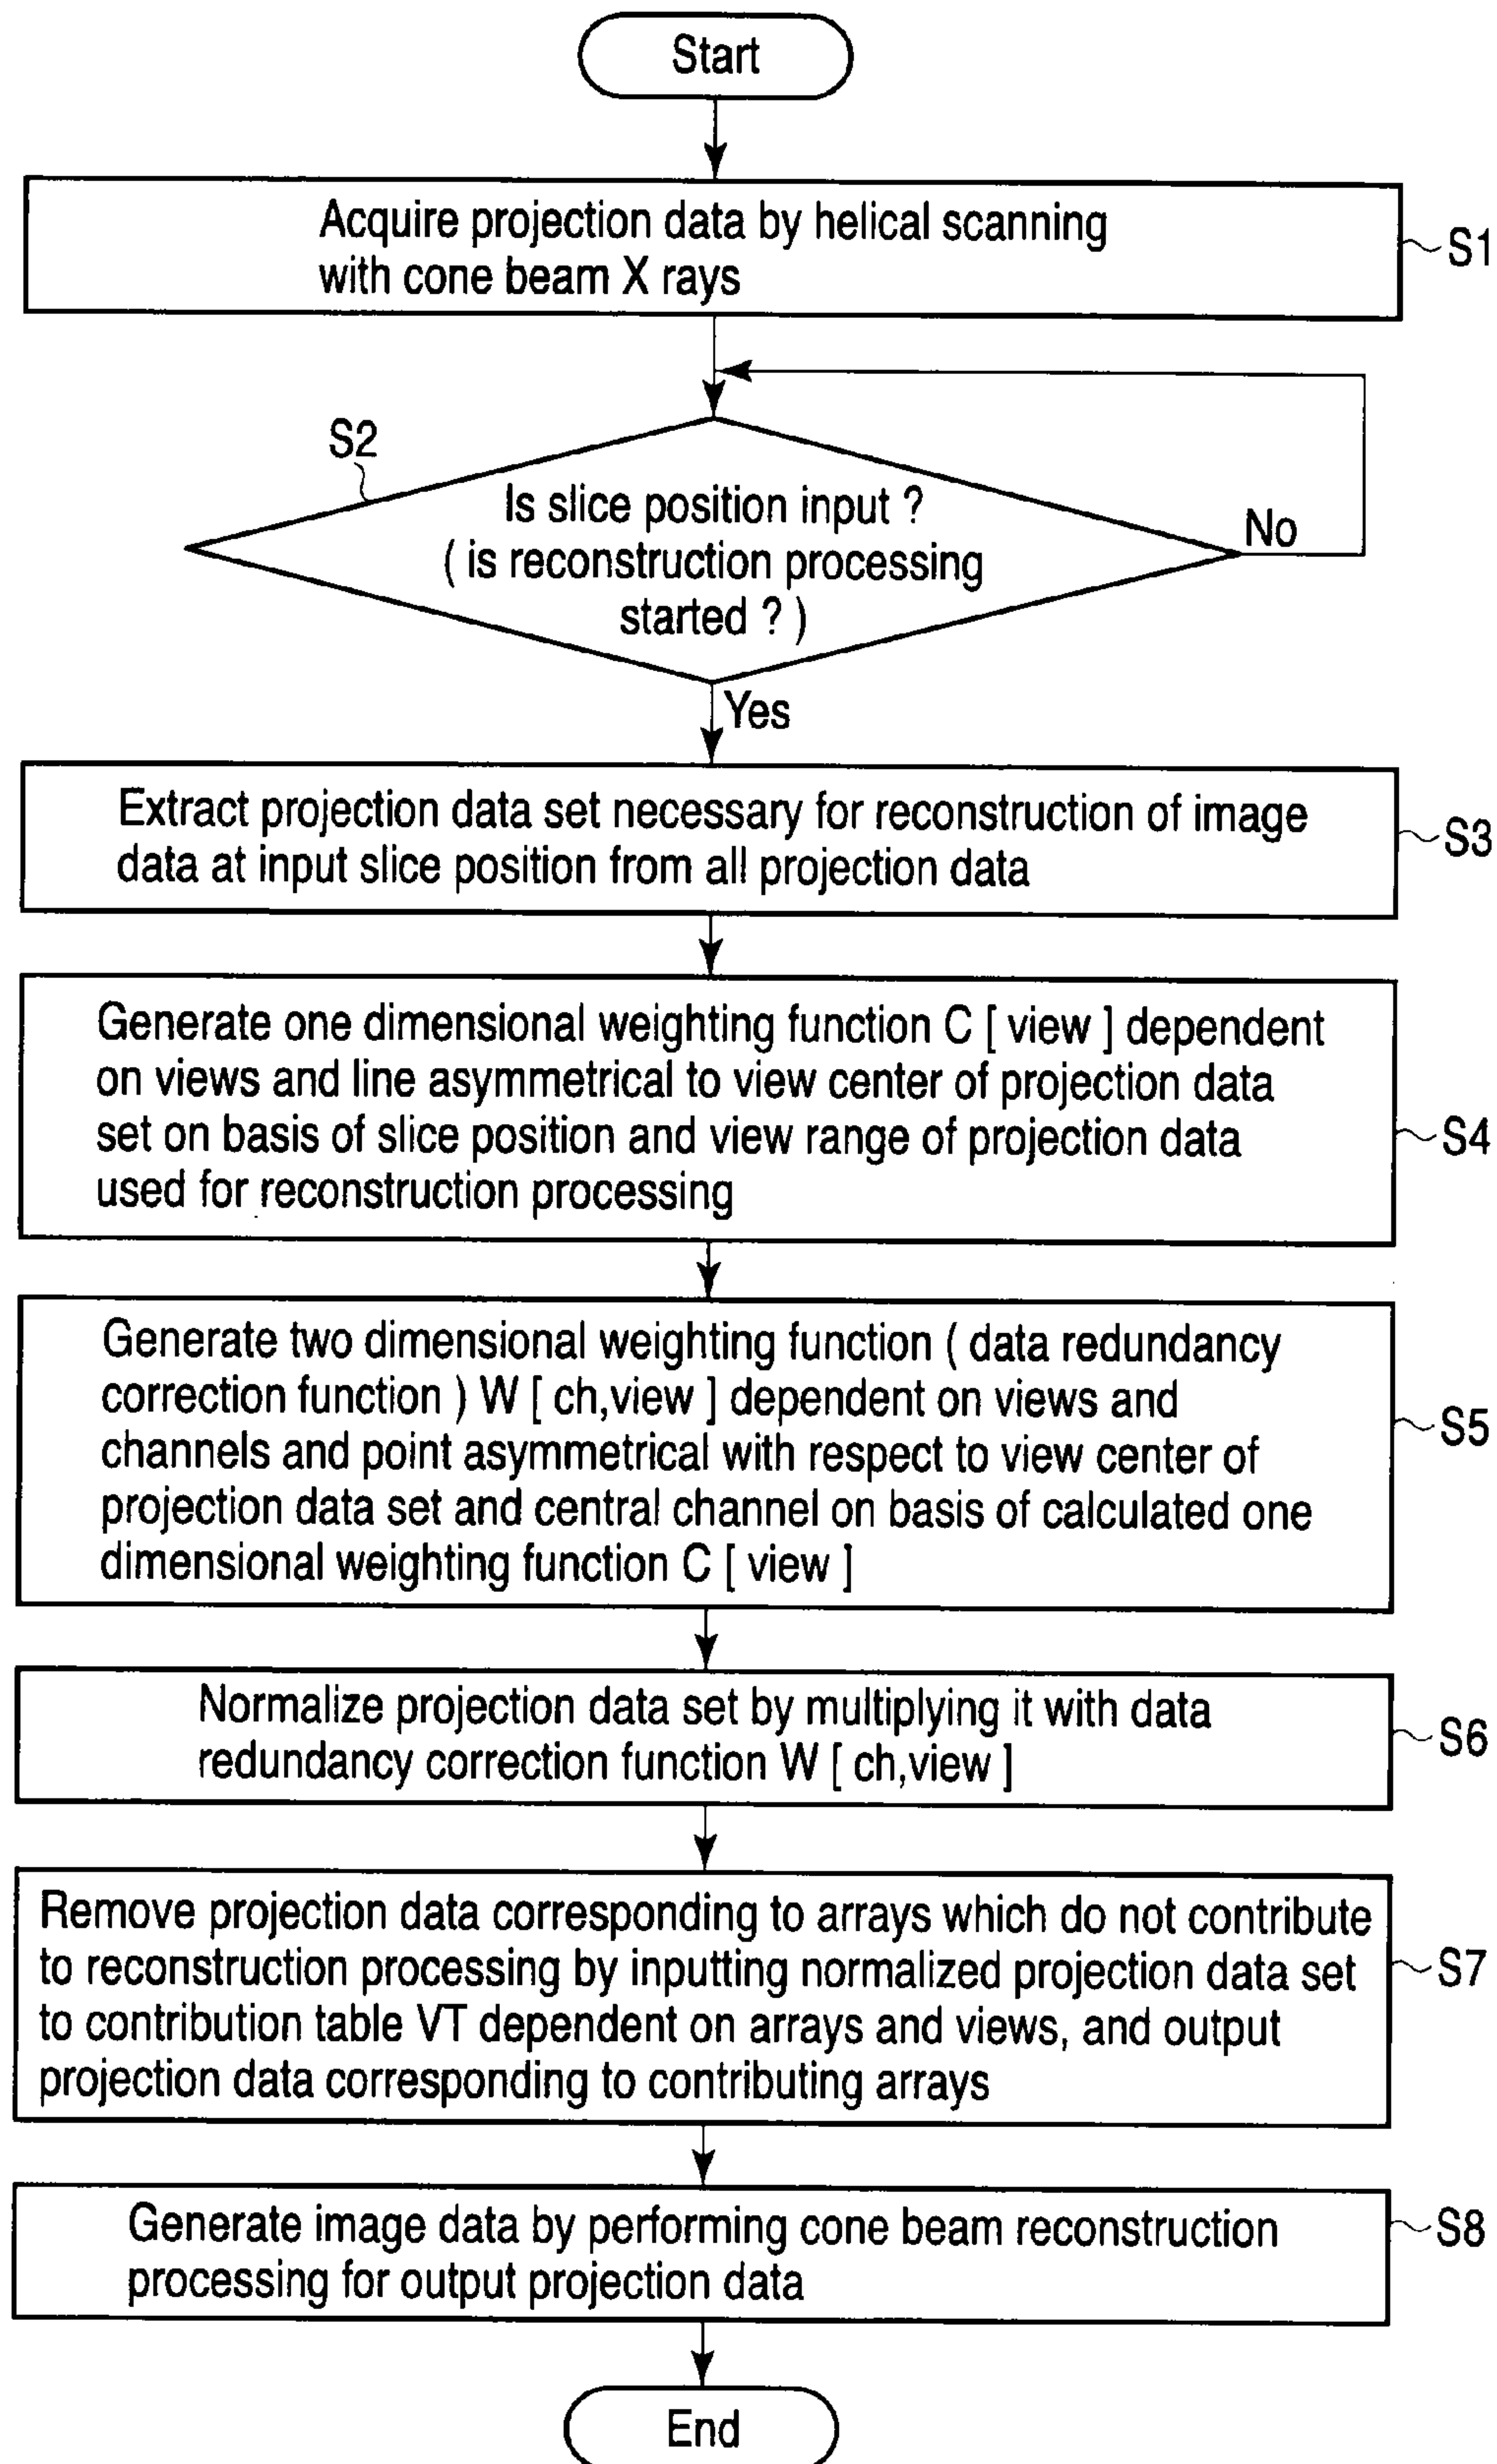 Start
Acquire projection data by helical scanning
with cone beam X rays
S1
S2
Is slice position input ?
( is reconstruction processing
started ? )
No
Yes
Extract projection data set necessary for reconstruction of image
data at input slice position from all projection data
S3
Generate one dimensional weighting function C [ view ] dependent
on views and line asymmetrical to view center of projection data
set on basis of slice position and view range of projection data
used for reconstruction processing
S4
Generate two dimensional weighting function ( data redundancy
correction function ) W [ ch,view ] dependent on views and
channels and point asymmetrical with respect to view center of
projection data set and central channel on basis of calculated one
dimensional weighting function C [ view ]
S5
Normalize projection data set by multiplying it with data
redundancy correction function W [ ch,view ]
S6
Remove projection data corresponding to arrays which do not contribute
to reconstruction processing by inputting normalized projection data set
to contribution table VT dependent on arrays and views, and output
projection data corresponding to contributing arrays
S7
Generate image data by performing cone beam reconstruction
processing for output projection data
S8
End